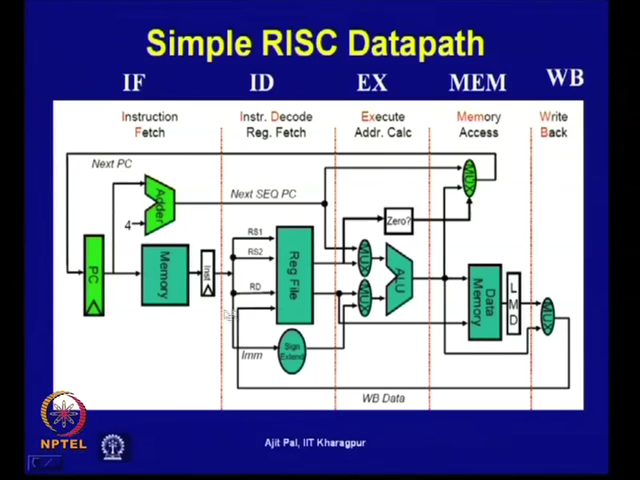 Simple RISC Datapath
IF ID EX MEM WB
Instruction Fetch
Instr. Decode Reg. Fetch
Execute Addr. Calc
Memory Access
Write Back
Next PC
Next SEQ PC
Adder
4
PC
Memory
Inst
RS1
RS2
RD
Reg File
Imm
Sign Extend
MUX
MUX
Zero?
ALU
MUX
Data Memory
LMD
MUX
WB Data
NPTEL
Ajit Pal, IIT Kharagpur